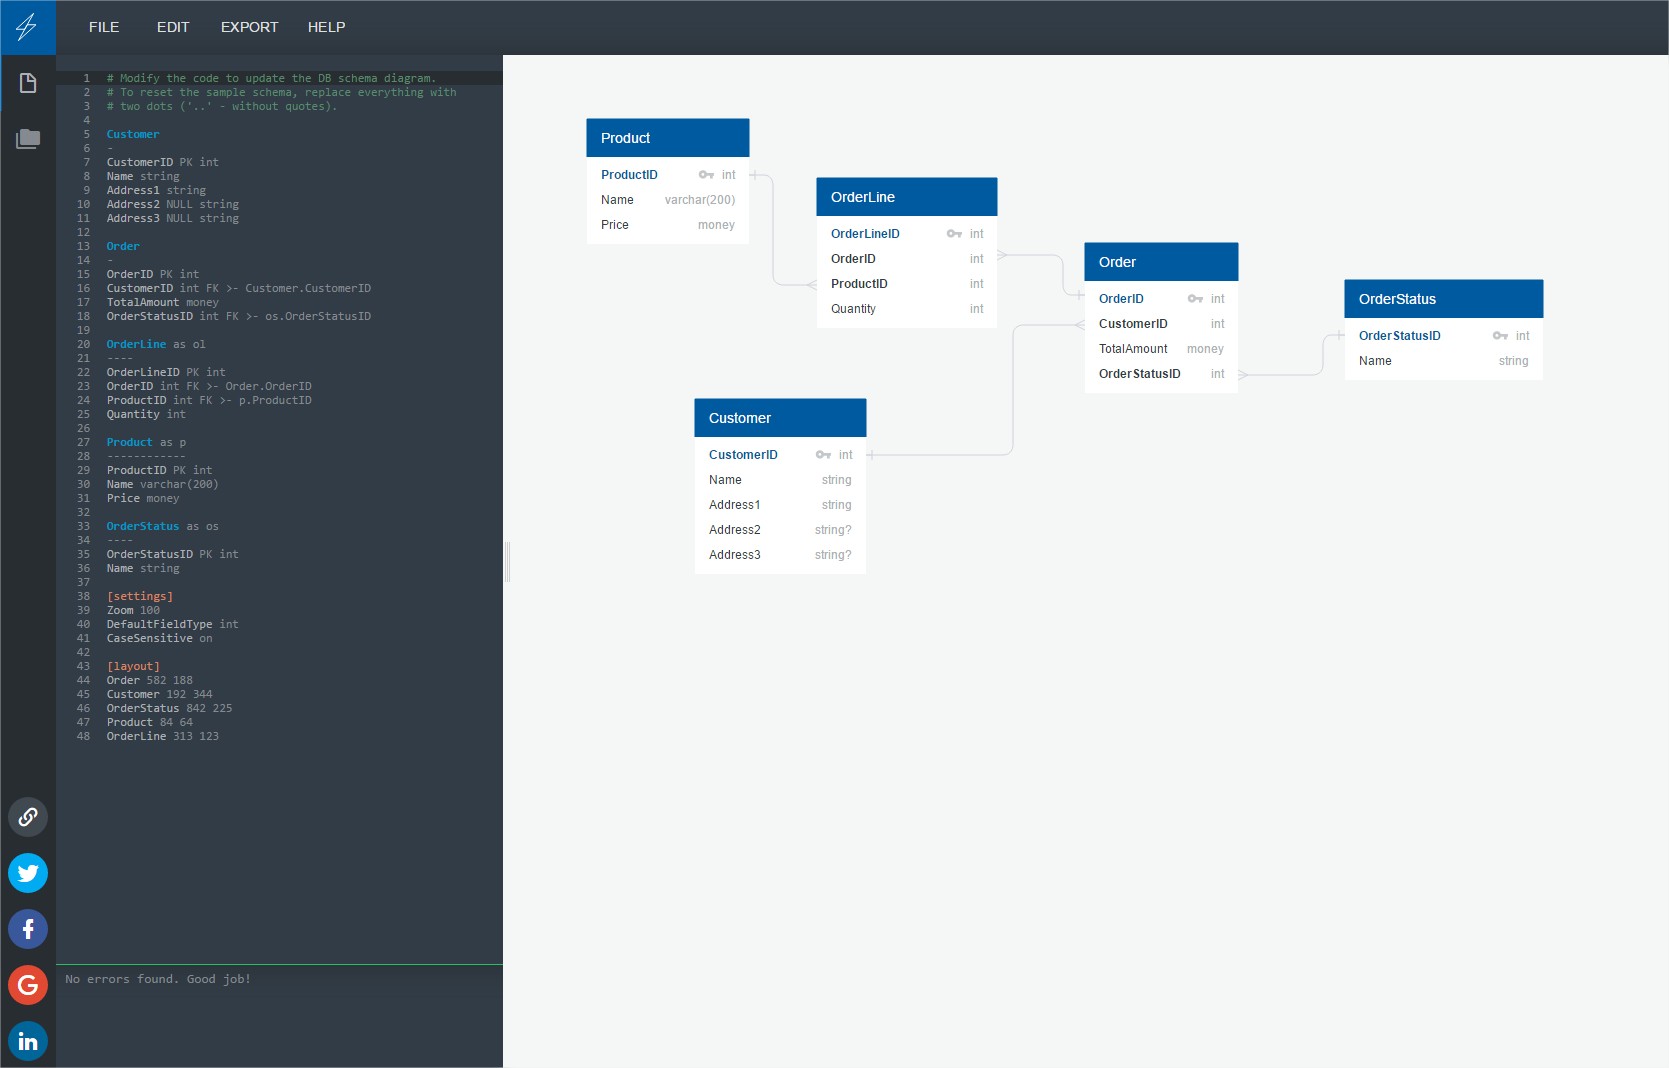 FILE EDIT EXPORT HELP
1 # Modify the code to update the DB schema diagram.
2 # To reset the sample schema, replace everything with
3 # two dots ('..' - without quotes).
4
5 Customer
6 -
7 CustomerID PK int
8 Name string
9 Address1 string
10 Address2 NULL string
11 Address3 NULL string
12
13 Order
14 -
15 OrderID PK int
16 CustomerID int FK >- Customer.CustomerID
17 TotalAmount money
18 OrderStatusID int FK >- os.OrderStatusID
19
20 OrderLine as ol
21 ----
22 OrderLineID PK int
23 OrderID int FK >- Order.OrderID
24 ProductID int FK >- p.ProductID
25 Quantity int
26
27 Product as p
28 ------------
29 ProductID PK int
30 Name varchar(200)
31 Price money
32
33 OrderStatus as os
34 ----
35 OrderStatusID PK int
36 Name string
37
38 [settings]
39 Zoom 100
40 DefaultFieldType int
41 CaseSensitive on
42
43 [layout]
44 Order 582 188
45 Customer 192 344
46 OrderStatus 842 225
47 Product 84 64
48 OrderLine 313 123
No errors found. Good job!
Product
ProductID int
Name varchar(200)
Price money
OrderLine
OrderLineID int
OrderID int
ProductID int
Quantity int
Order
OrderID int
CustomerID int
TotalAmount money
OrderStatusID int
OrderStatus
OrderStatusID int
Name string
Customer
CustomerID int
Name string
Address1 string
Address2 string?
Address3 string?